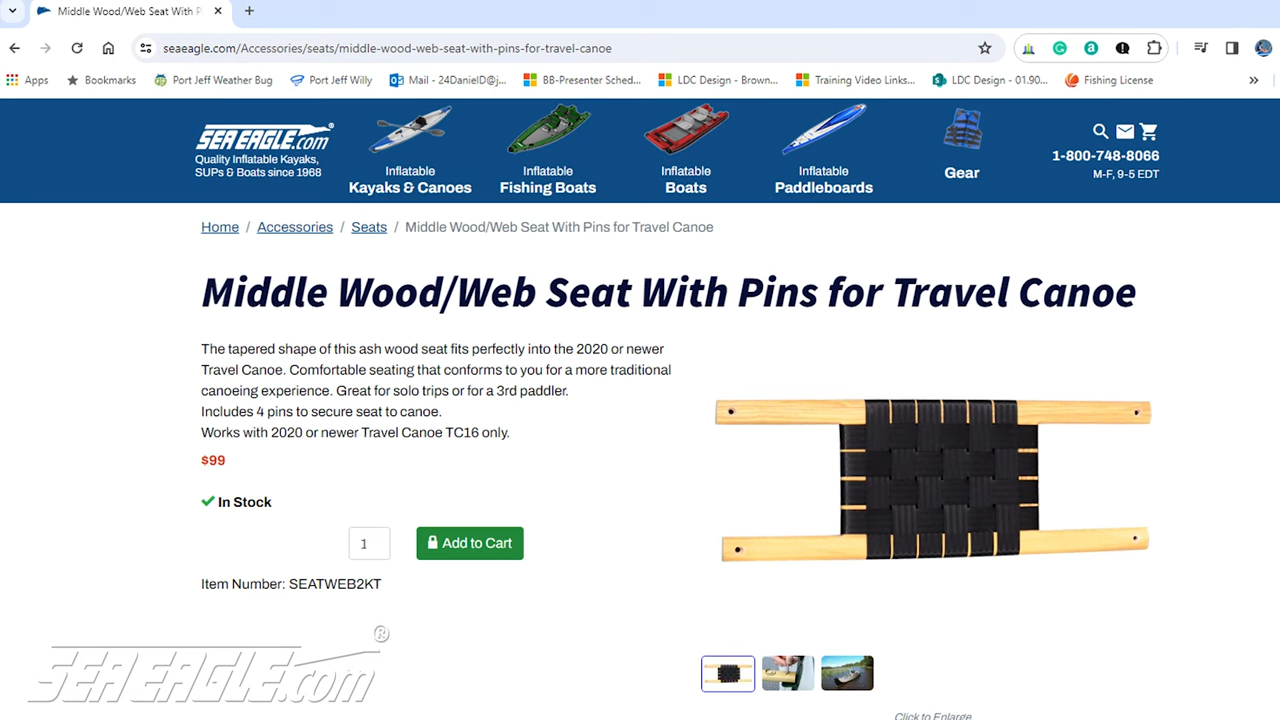 Middle Wood/Web Seat With P
seaeagle.com/Accessories/seats/middle-wood-web-seat-with-pins-for-travel-canoe
Apps
Bookmarks
Port Jeff Weather Bug
Port Jeff Willy
Mail - 24DanielD@j...
BB-Presenter Sched...
LDC Design - Brown...
Training Video Links...
LDC Design - 01.90...
Fishing License
»
SEA EAGLE.com®
Quality Inflatable Kayaks,
SUPs & Boats since 1968
Inflatable
Kayaks & Canoes
Inflatable
Fishing Boats
Inflatable
Boats
Inflatable
Paddleboards
Gear
1-800-748-8066
M-F, 9-5 EDT
Home / Accessories / Seats / Middle Wood/Web Seat With Pins for Travel Canoe
Middle Wood/Web Seat With Pins for Travel Canoe
The tapered shape of this ash wood seat fits perfectly into the 2020 or newer
Travel Canoe. Comfortable seating that conforms to you for a more traditional
canoeing experience. Great for solo trips or for a 3rd paddler.
Includes 4 pins to secure seat to canoe.
Works with 2020 or newer Travel Canoe TC16 only.
$99
In Stock
1
Add to Cart
Item Number: SEATWEB2KT
SEA EAGLE.com®
Click to Enlarge